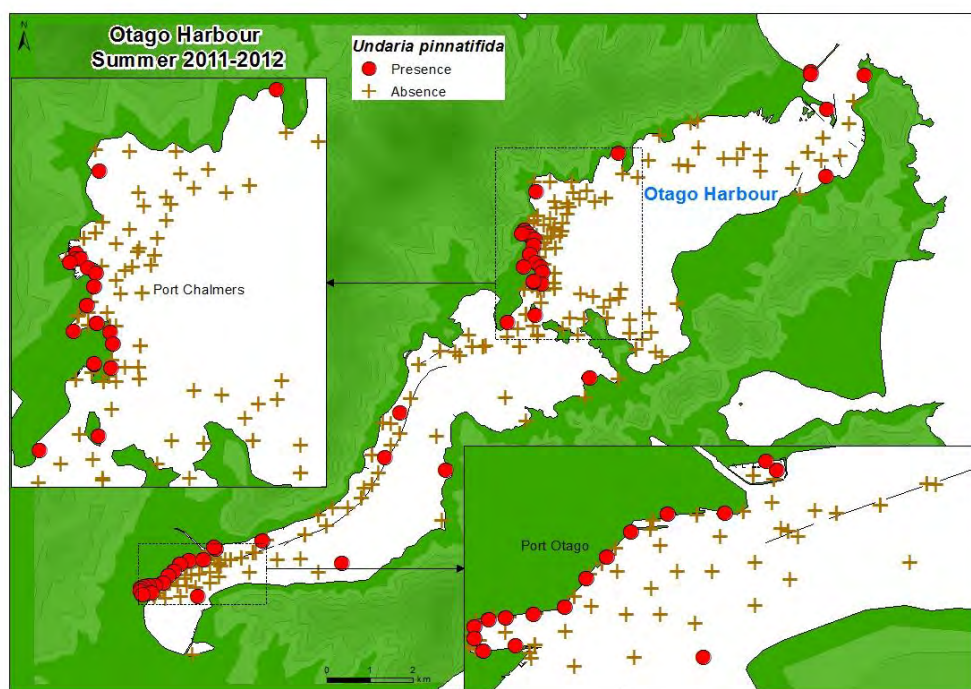 N
Otago Harbour
Summer 2011-2012
Undaria pinnatifida
Presence
Absence
Otago Harbour
Port Chalmers
Port Otago
0 1 2
km